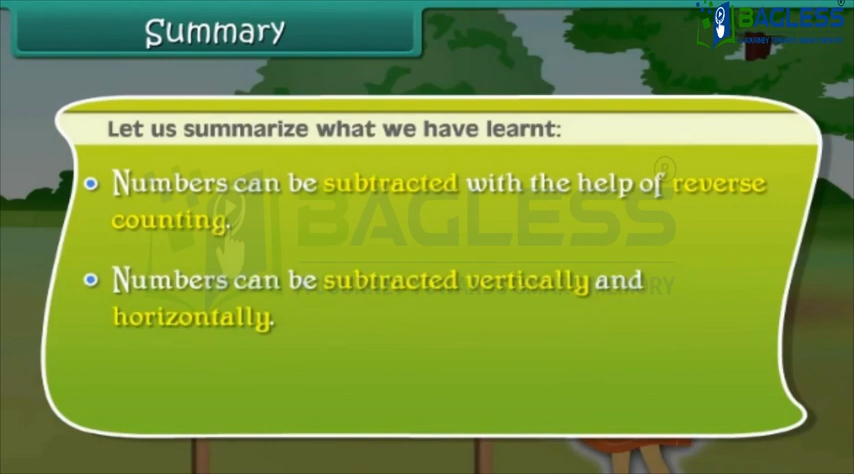 Summary
BAGLESS
Let us summarize what we have learnt:
Numbers can be subtracted with the help of reverse
counting.
Numbers can be subtracted vertically and
horizontally.
BAGLESS